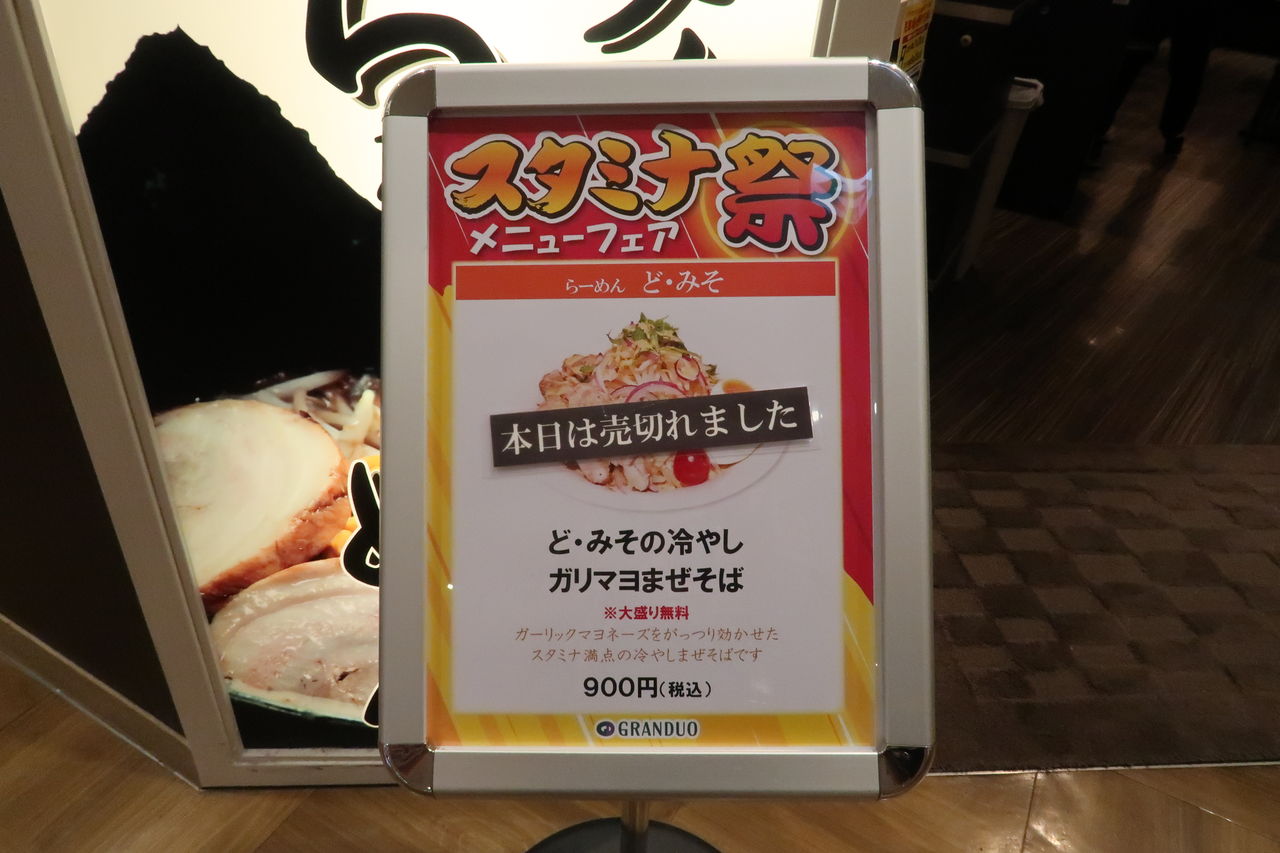 スタミナ祭
メニューフェア
らーめん ど・みそ
本日は売切れました
ど・みその冷やし
ガリマヨまぜそば
※大盛り無料
ガーリックマヨネーズをがっつり効かせた
スタミナ満点の冷やしまぜそばです
900円(税込)
GRANDUO